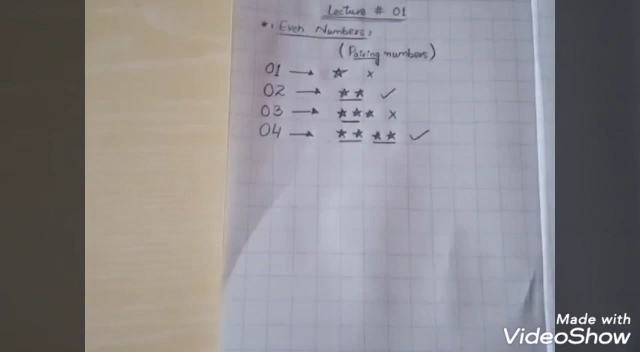 Lecture # 01
*: Even Numbers:
(Pairing numbers)
01 → ★ ×
02 → ★★ ✓
03 → ★★★ ×
04 → ★★ ★★ ✓
Made with
VideoShow